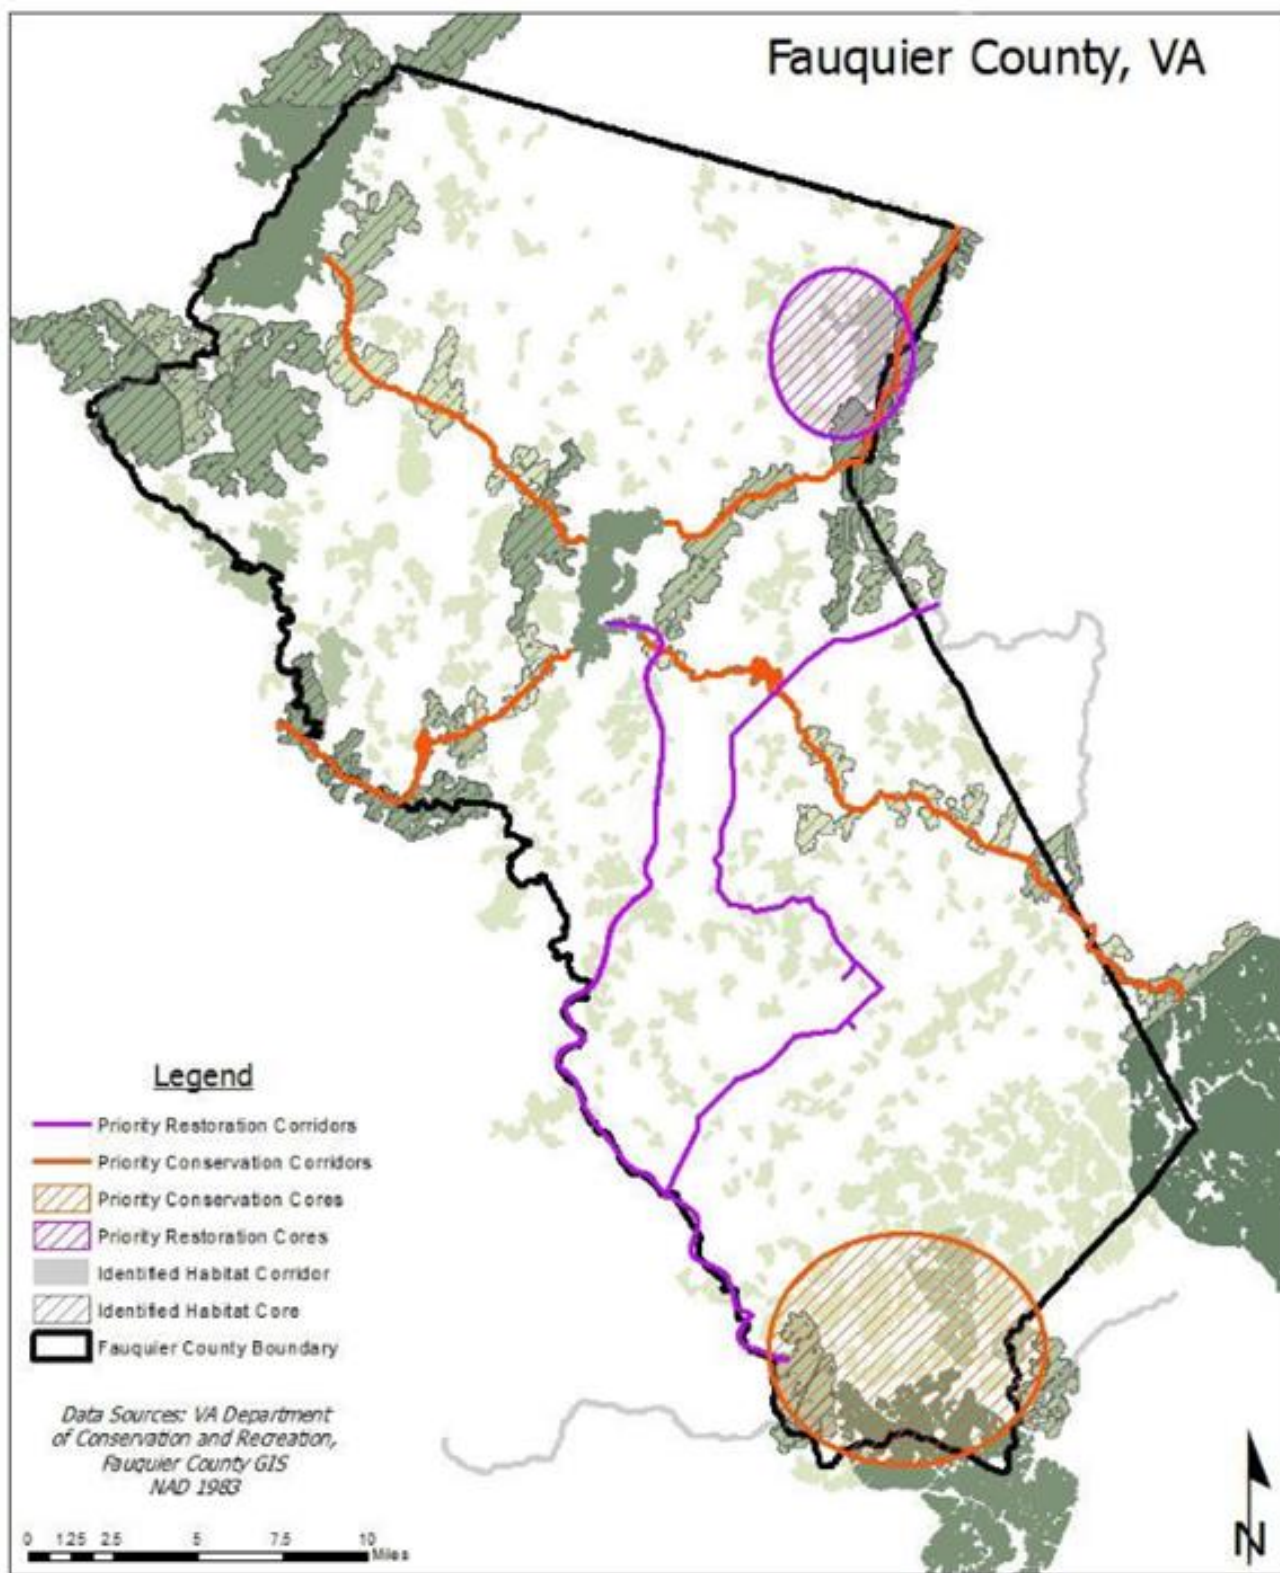 Fauquier County, VA
Legend
Priority Restoration Corridors
Priority Conservation Corridors
Priority Conservation Cores
Priority Restoration Cores
Identified Habitat Corridor
Identified Habitat Core
Fauquier County Boundary
Data Sources: VA Department
of Conservation and Recreation,
Fauquier County GIS
NAD 1983
0 1.25 2.5 5 7.5 10
Miles
N